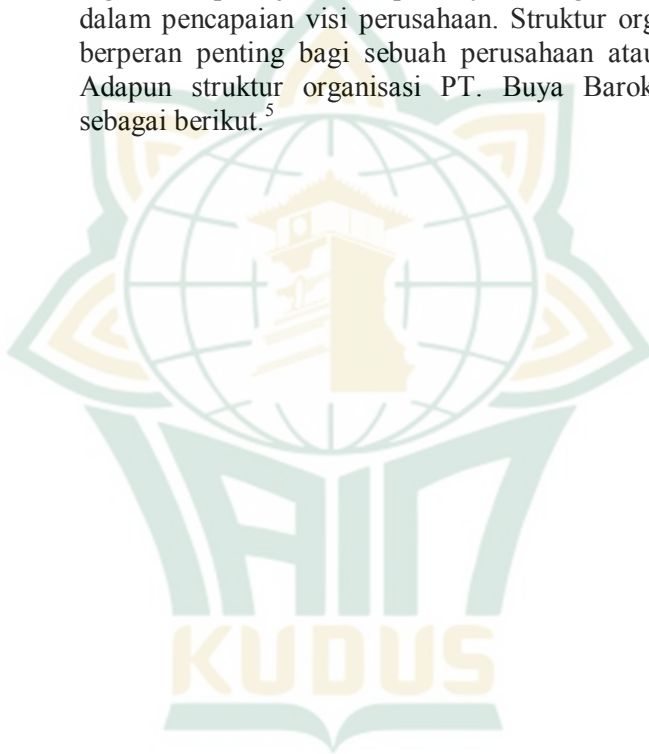 dalam pencapaian visi perusahaan. Struktur org
berperan penting bagi sebuah perusahaan atau
Adapun struktur organisasi PT. Buya Barok
sebagai berikut.5
IAIN
KUDUS